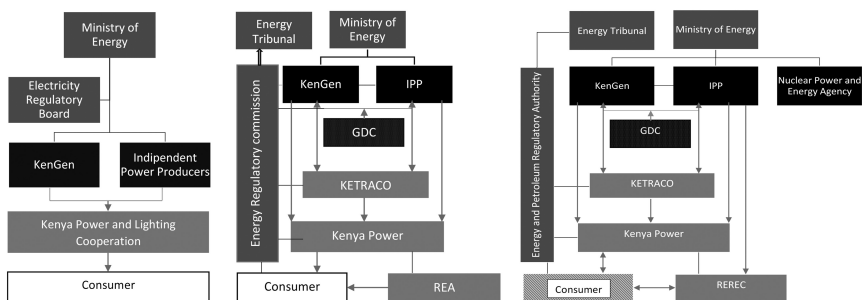 Ministry of
Energy
Electricity
Regulatory
Board
KenGen
Indipendent
Power Producers
Kenya Power and Lighting
Cooperation
Consumer
Energy
Tribunal
Ministry of
Energy
Energy Regulatory commission
KenGen
IPP
GDC
KETRACO
Kenya Power
Consumer
REA
Energy Tribunal
Ministry of Energy
Energy and Petroleum Regulatory Authority
KenGen
IPP
Nuclear Power and
Energy Agency
GDC
KETRACO
Kenya Power
Consumer
REREC